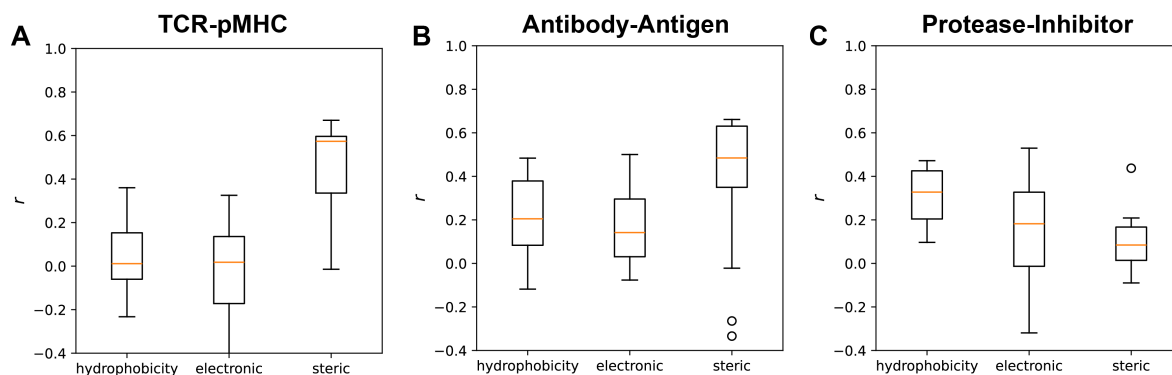 TCR-pMHC
Antibody-Antigen
Protease-Inhibitor
A
1.0
0.8
0.6
0.4
0.2
0.0
−0.2
−0.4
r
hydrophobicity
electronic
steric
B
1.0
0.8
0.6
0.4
0.2
0.0
−0.2
−0.4
r
hydrophobicity
electronic
steric
C
1.0
0.8
0.6
0.4
0.2
0.0
−0.2
−0.4
r
hydrophobicity
electronic
steric